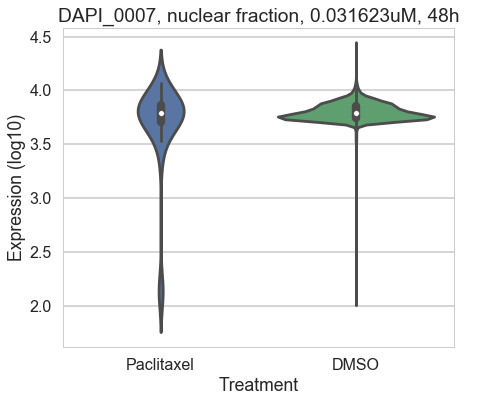 DAPI_0007, nuclear fraction, 0.031623uM, 48h
Expression (log10)
4.5
4.0
3.5
3.0
2.5
2.0
Paclitaxel DMSO
Treatment